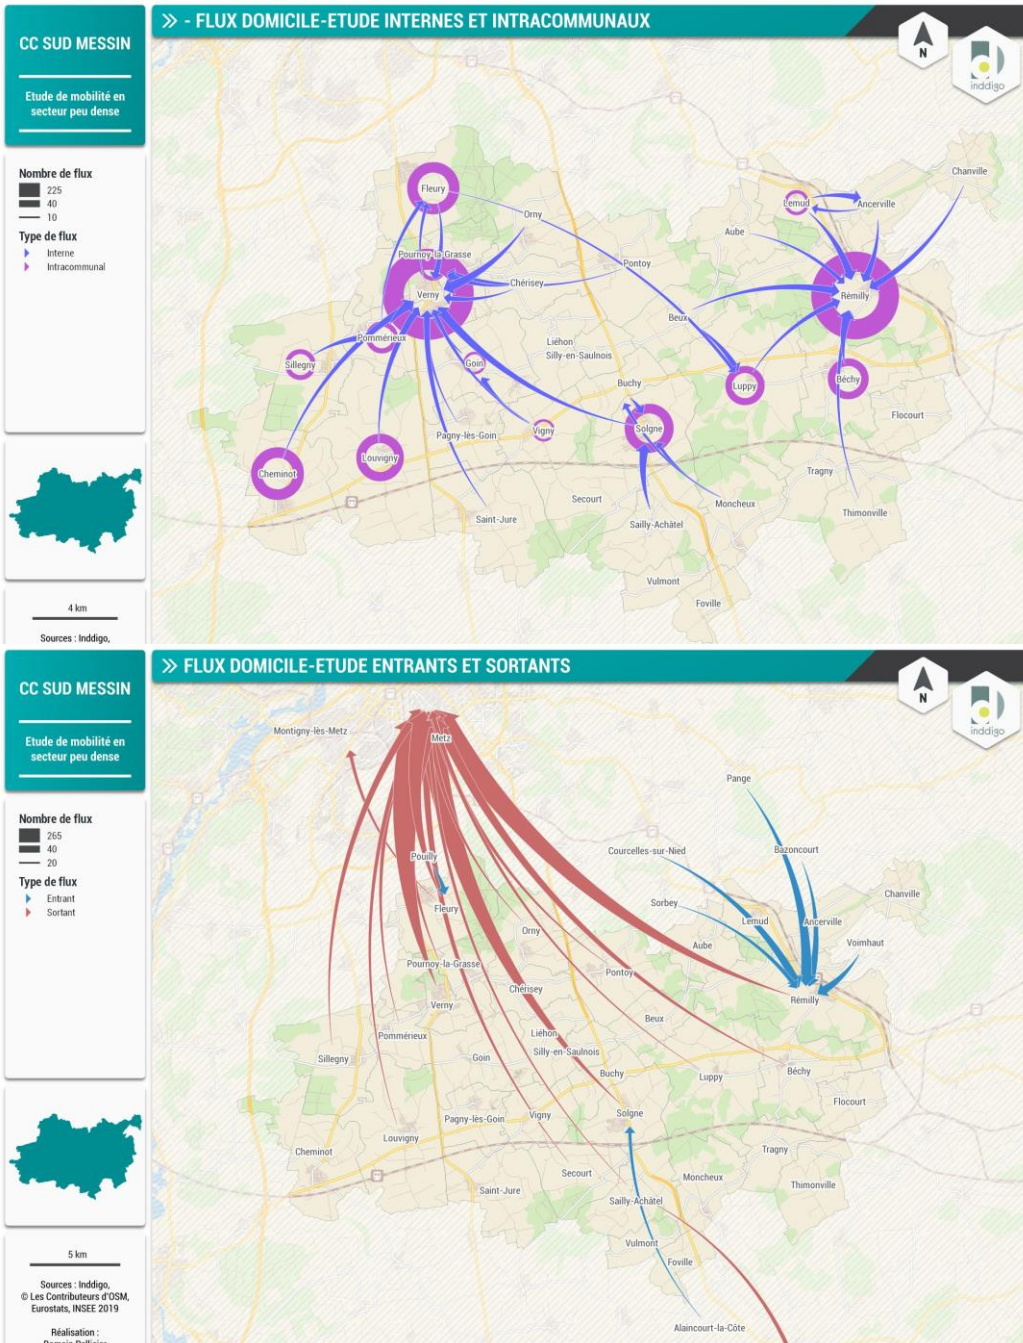 CC SUD MESSIN
Etude de mobilité en
secteur peu dense
Nombre de flux
225
40
10
Type de flux
Interne
Intracommunal
4 km
Sources : Inddigo,
>> - FLUX DOMICILE-ETUDE INTERNES ET INTRACOMMUNAUX
N
inddigo
Chanville
Fleury
Lemud
Ancerville
Orny
Aube
Pournoy-la-Grasse
Pontoy
Chérisey
Verny
Rémilly
Beux
Pommérieux
Liéhon
Silly-en-Saulnois
Sillegny
Goin
Buchy
Luppy
Béchy
Flocourt
Solgne
Vigny
Pagny-lès-Goin
Louvigny
Cheminot
Tragny
Secourt
Moncheux
Thimonville
Saint-Jure
Sailly-Achâtel
Vulmont
Foville
CC SUD MESSIN
Etude de mobilité en
secteur peu dense
Nombre de flux
265
40
20
Type de flux
Entrant
Sortant
5 km
Sources : Inddigo,
© Les Contributeurs d'OSM,
Eurostats, INSEE 2019
Réalisation :
>> FLUX DOMICILE-ETUDE ENTRANTS ET SORTANTS
N
inddigo
Montigny-lès-Metz
Metz
Pange
Courcelles-sur-Nied
Bazoncourt
Pouilly
Chanville
Sorbey
Fleury
Lemud
Ancerville
Orny
Aube
Voimhaut
Pournoy-la-Grasse
Pontoy
Chérisey
Rémilly
Verny
Beux
Pommérieux
Liéhon
Silly-en-Saulnois
Sillegny
Goin
Buchy
Luppy
Béchy
Flocourt
Solgne
Pagny-lès-Goin
Vigny
Louvigny
Cheminot
Tragny
Secourt
Moncheux
Thimonville
Saint-Jure
Sailly-Achâtel
Vulmont
Foville
Alaincourt-la-Côte